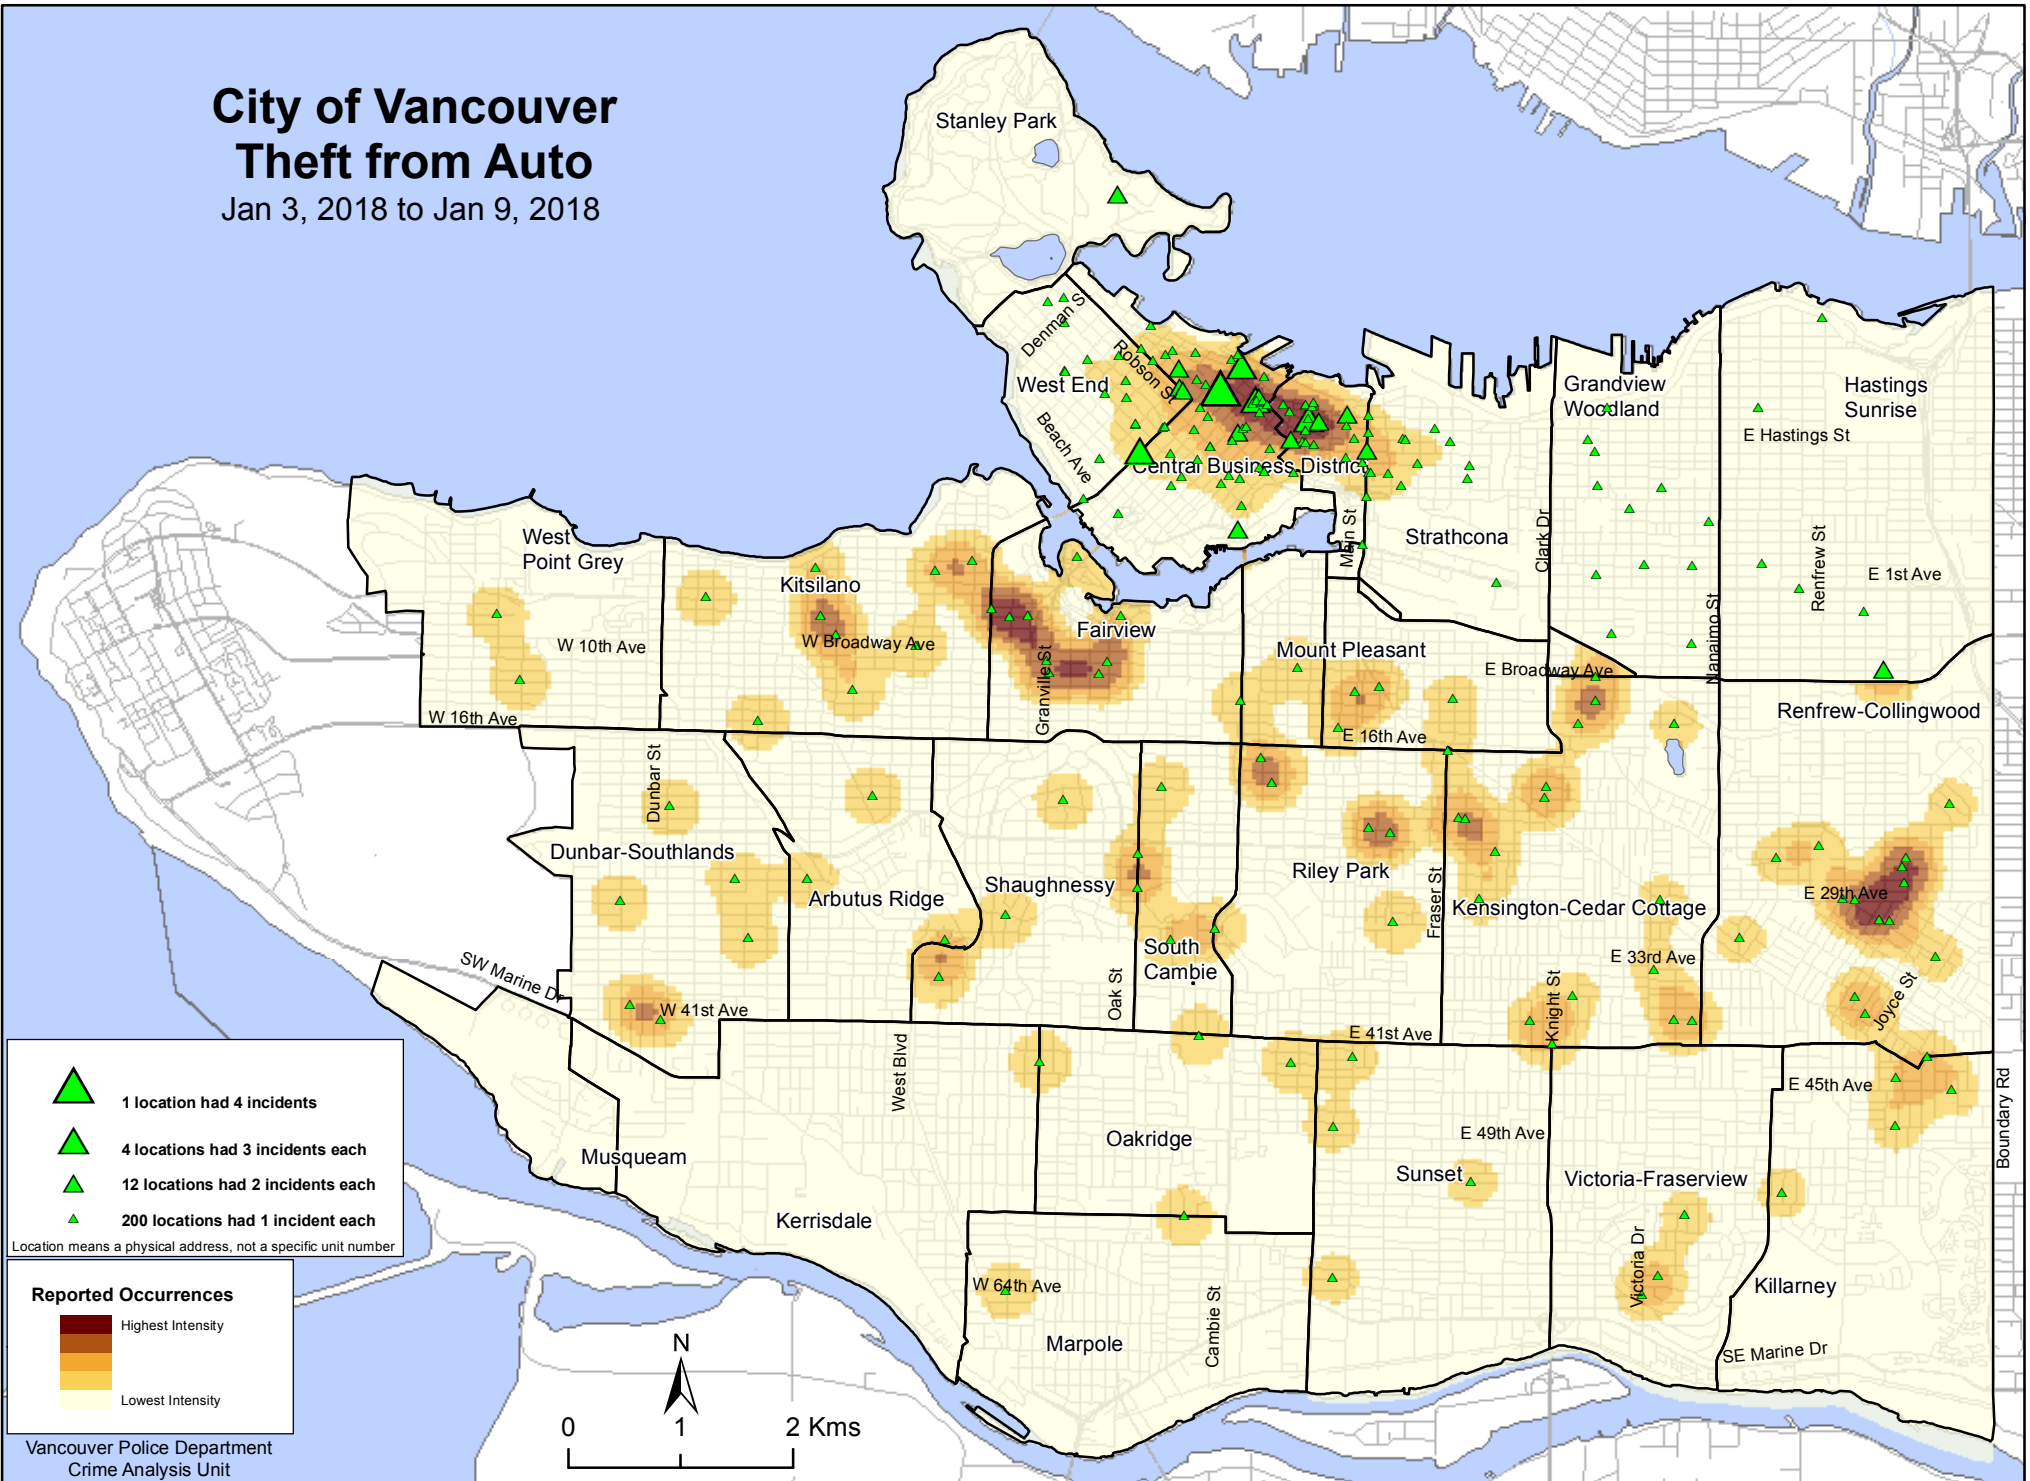 City of Vancouver
Theft from Auto
Jan 3, 2018 to Jan 9, 2018
Stanley Park
Denman S
Robson St
West End
Beach Ave
Central Business District
Grandview
Woodland
Hastings
Sunrise
E Hastings St
West
Point Grey
Kitsilano
Main St
Strathcona
Clark Dr
Renfrew St
E 1st Ave
Nanaimo St
W 10th Ave
W Broadway Ave
Fairview
Granville St
Mount Pleasant
E Broadway Ave
W 16th Ave
E 16th Ave
Renfrew-Collingwood
Dunbar St
Dunbar-Southlands
Arbutus Ridge
Shaughnessy
Riley Park
Fraser St
Kensington-Cedar Cottage
E 29th Ave
South
Cambie
Oak St
E 33rd Ave
SW Marine Dr
W 41st Ave
Knight St
Joyce St
E 41st Ave
West Blvd
E 45th Ave
Boundary Rd
Musqueam
Oakridge
E 49th Ave
Sunset
Victoria-Fraserview
Kerrisdale
Victoria Dr
W 64th Ave
Killarney
Marpole
Cambie St
SE Marine Dr
1 location had 4 incidents
4 locations had 3 incidents each
12 locations had 2 incidents each
200 locations had 1 incident each
Location means a physical address, not a specific unit number
Reported Occurrences
Highest Intensity
Lowest Intensity
Vancouver Police Department
Crime Analysis Unit
N
0 1 2 Kms